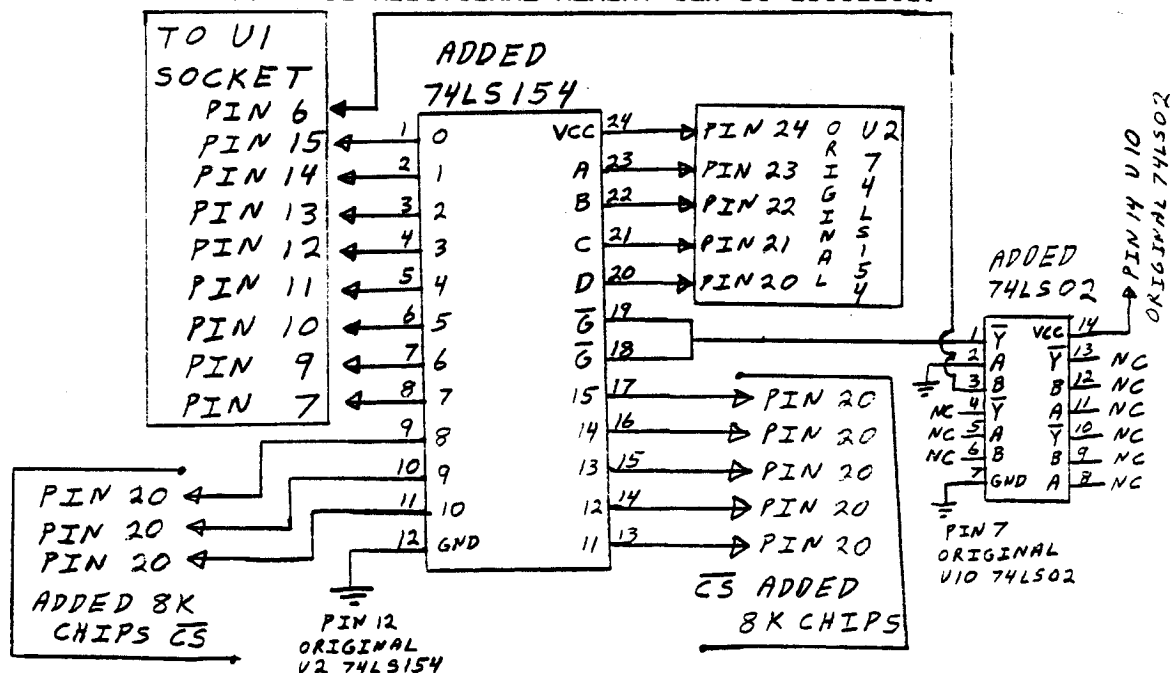 TO U1
SOCKET
PIN 6
PIN 15
PIN 14
PIN 13
PIN 12
PIN 11
PIN 10
PIN 9
PIN 7
ADDED
74LS154
1 0
2 1
3 2
4 3
5 4
6 5
7 6
8 7
9 8
10 9
11 10
12 GND
VCC 24
A 23
B 22
C 21
D 20
G 19
G 18
15 17
14 16
13 15
12 14
11 13
PIN 24
PIN 23
PIN 22
PIN 21
PIN 20
ORIGINAL
U2 74LS154
PIN 14 U10
ORIGINAL 74LS02
ADDED
74LS02
1 Y
2 A
3 B
NC 4 Y
NC 5 A
NC 6 B
7 GND
VCC 14
Y 13 NC
B 12 NC
A 11 NC
Y 10 NC
B 9 NC
A 8 NC
PIN 7
ORIGINAL
U10 74LS02
PIN 20
PIN 20
PIN 20
PIN 20
PIN 20
CS ADDED
8K CHIPS
PIN 20
PIN 20
PIN 20
ADDED 8K
CHIPS CS
PIN 12
ORIGINAL
U2 74LS154